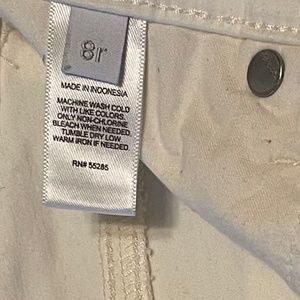 8r
MADE IN INDONESIA
MACHINE WASH COLD
WITH LIKE COLORS.
ONLY NON-CHLORINE
BLEACH WHEN NEEDED.
TUMBLE DRY LOW.
WARM IRON IF NEEDED.
RN# 55285